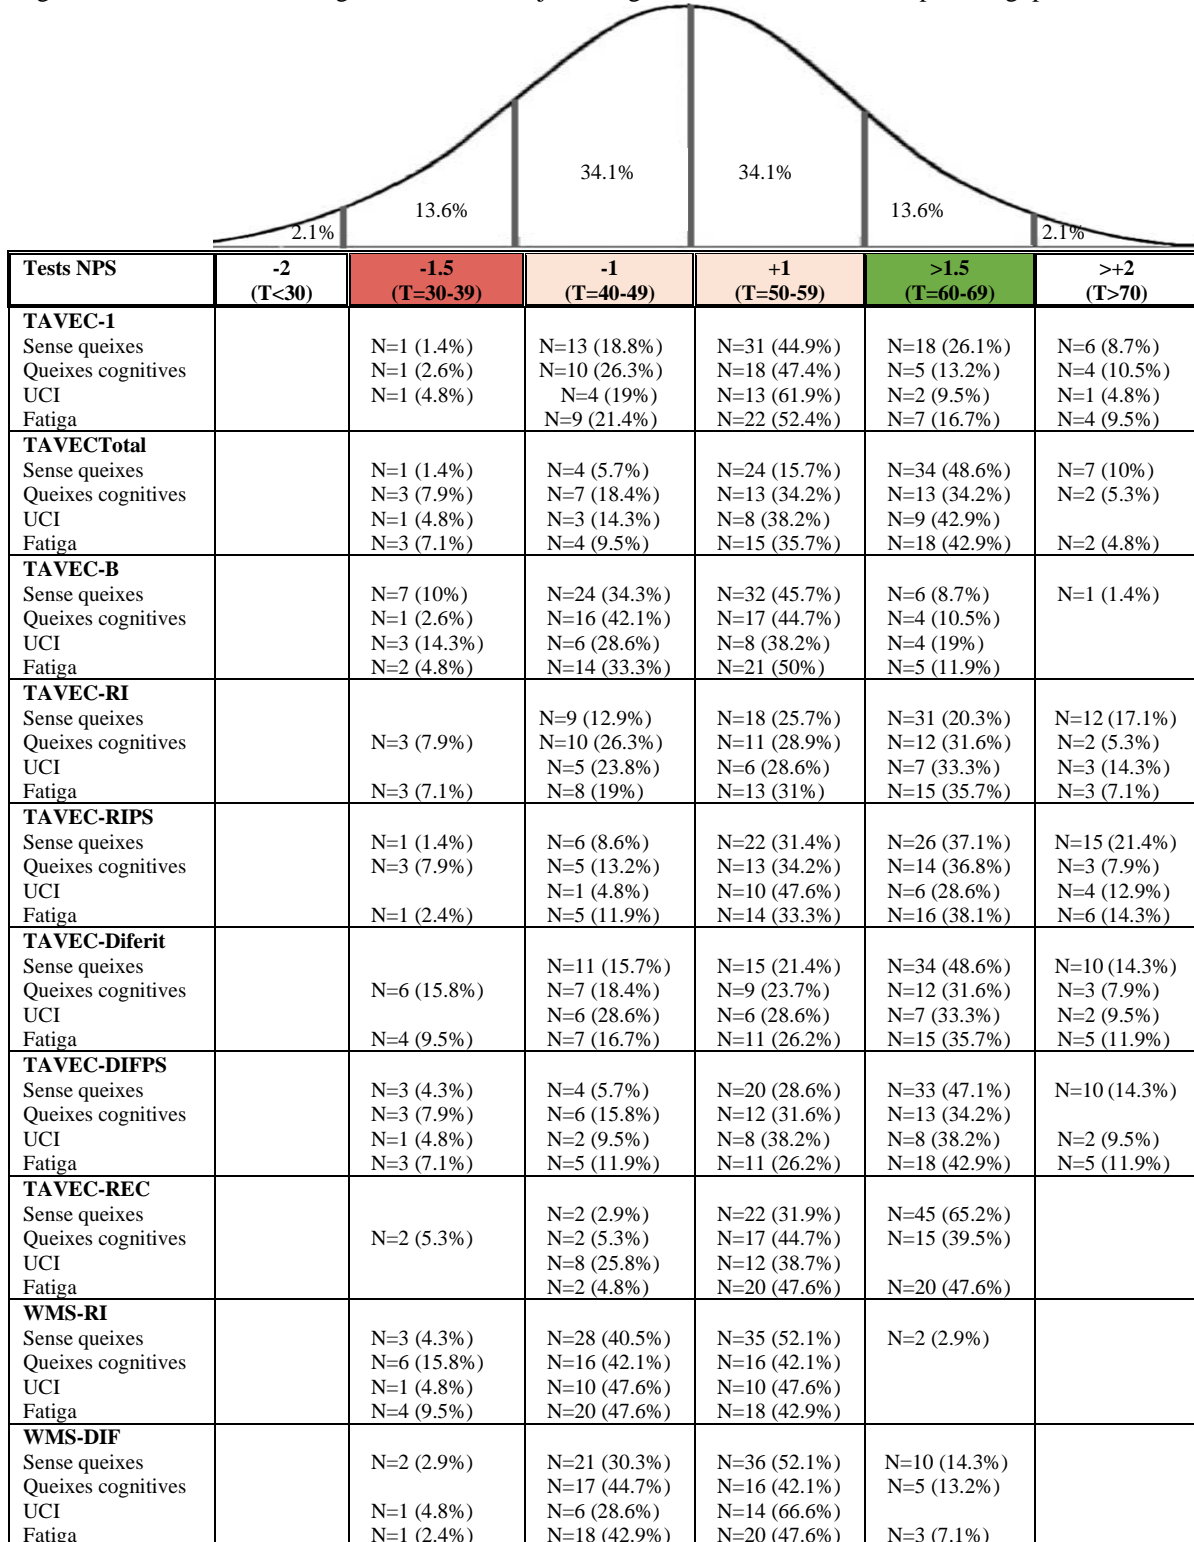 34.1% 34.1%
13.6% 13.6%
2.1% 2.1%
Tests NPS -2 -1.5 -1 +1 >1.5 >+2
(T<30) (T=30-39) (T=40-49) (T=50-59) (T=60-69) (T>70)
TAVEC-1
Sense queixes N=1 (1.4%) N=13 (18.8%) N=31 (44.9%) N=18 (26.1%) N=6 (8.7%)
Queixes cognitives N=1 (2.6%) N=10 (26.3%) N=18 (47.4%) N=5 (13.2%) N=4 (10.5%)
UCI N=1 (4.8%) N=4 (19%) N=13 (61.9%) N=2 (9.5%) N=1 (4.8%)
Fatiga N=9 (21.4%) N=22 (52.4%) N=7 (16.7%) N=4 (9.5%)
TAVECTotal
Sense queixes N=1 (1.4%) N=4 (5.7%) N=24 (15.7%) N=34 (48.6%) N=7 (10%)
Queixes cognitives N=3 (7.9%) N=7 (18.4%) N=13 (34.2%) N=13 (34.2%) N=2 (5.3%)
UCI N=1 (4.8%) N=3 (14.3%) N=8 (38.2%) N=9 (42.9%)
Fatiga N=3 (7.1%) N=4 (9.5%) N=15 (35.7%) N=18 (42.9%) N=2 (4.8%)
TAVEC-B
Sense queixes N=7 (10%) N=24 (34.3%) N=32 (45.7%) N=6 (8.7%) N=1 (1.4%)
Queixes cognitives N=1 (2.6%) N=16 (42.1%) N=17 (44.7%) N=4 (10.5%)
UCI N=3 (14.3%) N=6 (28.6%) N=8 (38.2%) N=4 (19%)
Fatiga N=2 (4.8%) N=14 (33.3%) N=21 (50%) N=5 (11.9%)
TAVEC-RI
Sense queixes N=9 (12.9%) N=18 (25.7%) N=31 (20.3%) N=12 (17.1%)
Queixes cognitives N=3 (7.9%) N=10 (26.3%) N=11 (28.9%) N=12 (31.6%) N=2 (5.3%)
UCI N=5 (23.8%) N=6 (28.6%) N=7 (33.3%) N=3 (14.3%)
Fatiga N=3 (7.1%) N=8 (19%) N=13 (31%) N=15 (35.7%) N=3 (7.1%)
TAVEC-RIPS
Sense queixes N=1 (1.4%) N=6 (8.6%) N=22 (31.4%) N=26 (37.1%) N=15 (21.4%)
Queixes cognitives N=3 (7.9%) N=5 (13.2%) N=13 (34.2%) N=14 (36.8%) N=3 (7.9%)
UCI N=1 (4.8%) N=10 (47.6%) N=6 (28.6%) N=4 (12.9%)
Fatiga N=1 (2.4%) N=5 (11.9%) N=14 (33.3%) N=16 (38.1%) N=6 (14.3%)
TAVEC-Diferit
Sense queixes N=11 (15.7%) N=15 (21.4%) N=34 (48.6%) N=10 (14.3%)
Queixes cognitives N=6 (15.8%) N=7 (18.4%) N=9 (23.7%) N=12 (31.6%) N=3 (7.9%)
UCI N=6 (28.6%) N=6 (28.6%) N=7 (33.3%) N=2 (9.5%)
Fatiga N=4 (9.5%) N=7 (16.7%) N=11 (26.2%) N=15 (35.7%) N=5 (11.9%)
TAVEC-DIFPS
Sense queixes N=3 (4.3%) N=4 (5.7%) N=20 (28.6%) N=33 (47.1%) N=10 (14.3%)
Queixes cognitives N=3 (7.9%) N=6 (15.8%) N=12 (31.6%) N=13 (34.2%)
UCI N=1 (4.8%) N=2 (9.5%) N=8 (38.2%) N=8 (38.2%) N=2 (9.5%)
Fatiga N=3 (7.1%) N=5 (11.9%) N=11 (26.2%) N=18 (42.9%) N=5 (11.9%)
TAVEC-REC
Sense queixes N=2 (2.9%) N=22 (31.9%) N=45 (65.2%)
Queixes cognitives N=2 (5.3%) N=2 (5.3%) N=17 (44.7%) N=15 (39.5%)
UCI N=8 (25.8%) N=12 (38.7%)
Fatiga N=2 (4.8%) N=20 (47.6%) N=20 (47.6%)
WMS-RI
Sense queixes N=3 (4.3%) N=28 (40.5%) N=35 (52.1%) N=2 (2.9%)
Queixes cognitives N=6 (15.8%) N=16 (42.1%) N=16 (42.1%)
UCI N=1 (4.8%) N=10 (47.6%) N=10 (47.6%)
Fatiga N=4 (9.5%) N=20 (47.6%) N=18 (42.9%)
WMS-DIF
Sense queixes N=2 (2.9%) N=21 (30.3%) N=36 (52.1%) N=10 (14.3%)
Queixes cognitives N=17 (44.7%) N=16 (42.1%) N=5 (13.2%)
UCI N=1 (4.8%) N=6 (28.6%) N=14 (66.6%)
Fatiga N=1 (2.4%) N=18 (42.9%) N=20 (47.6%) N=3 (7.1%)